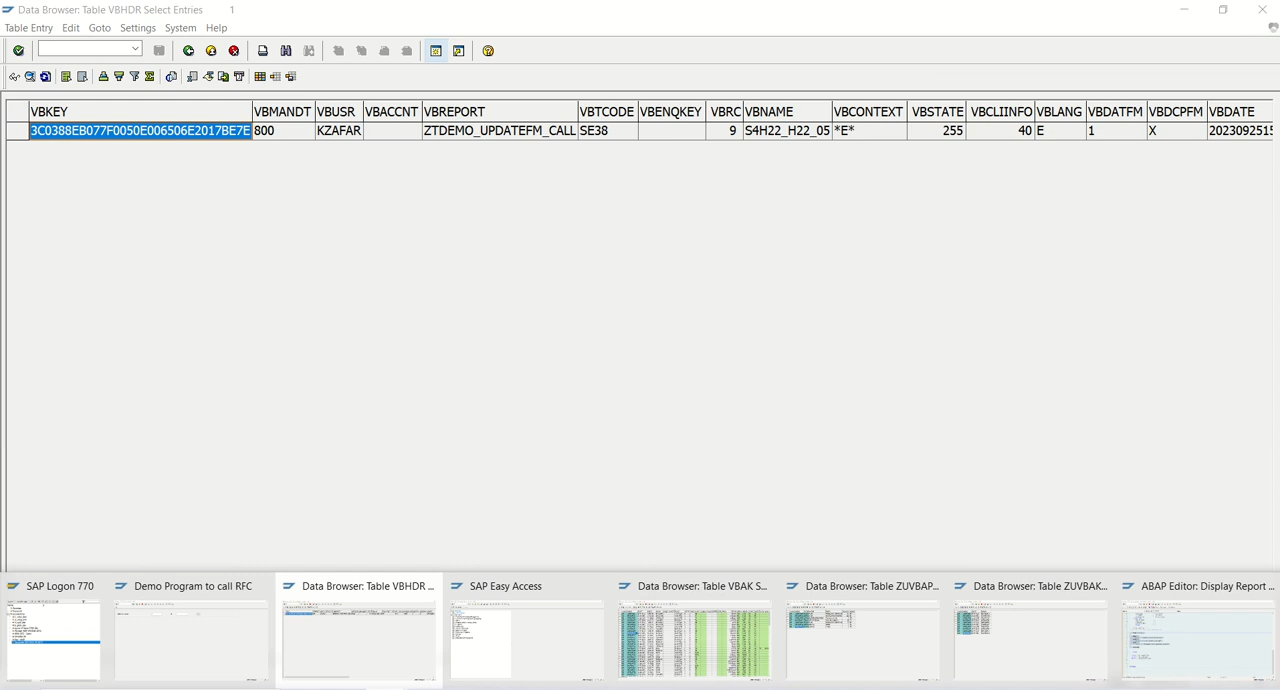 Data Browser: Table VBHDR Select Entries 1
Table Entry Edit Goto Settings System Help
VBKEY VBMANDT VBUSR VBACCNT VBREPORT VBTCODE VBENQKEY VBRC VBNAME VBCONTEXT VBSTATE VBCLIINFO VBLANG VBDATFM VBDCPFM VBDATE
3C0388EB077F0050E006506E2017BE7E 800 KZAFAR ZTDEMO_UPDATEFM_CALL SE38 9 S4H22_H22_05 *E* 255 40 E 1 X 2023092515
SAP Logon 770 Demo Program to call RFC Data Browser: Table VBHDR ... SAP Easy Access Data Browser: Table VBAK S... Data Browser: Table ZUVBAP... Data Browser: Table ZUVBAK... ABAP Editor: Display Report ...